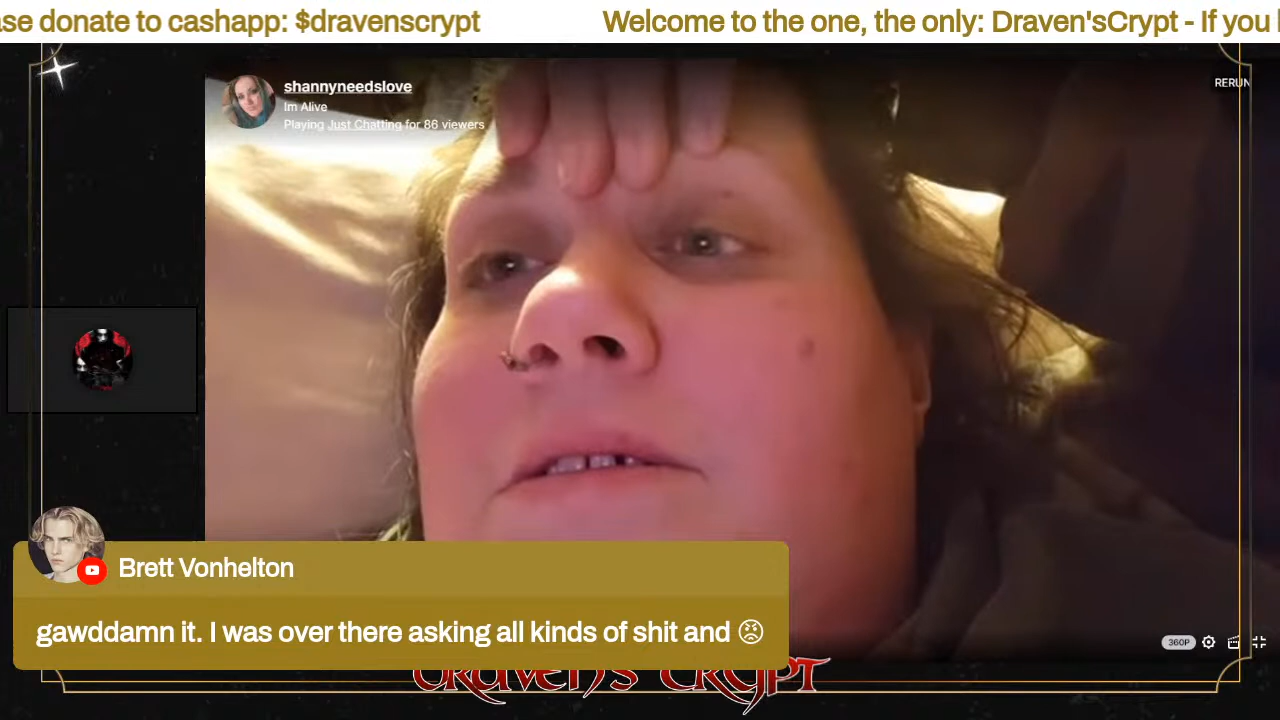 ase donate to cashapp: $dravenscrypt
Welcome to the one, the only: Draven'sCrypt - If you
shannyneedslove
Im Alive
Playing Just Chatting for 86 viewers
RERUN
Brett Vonhelton
gawddamn it. I was over there asking all kinds of shit and 😣
360P
Draven's Crypt